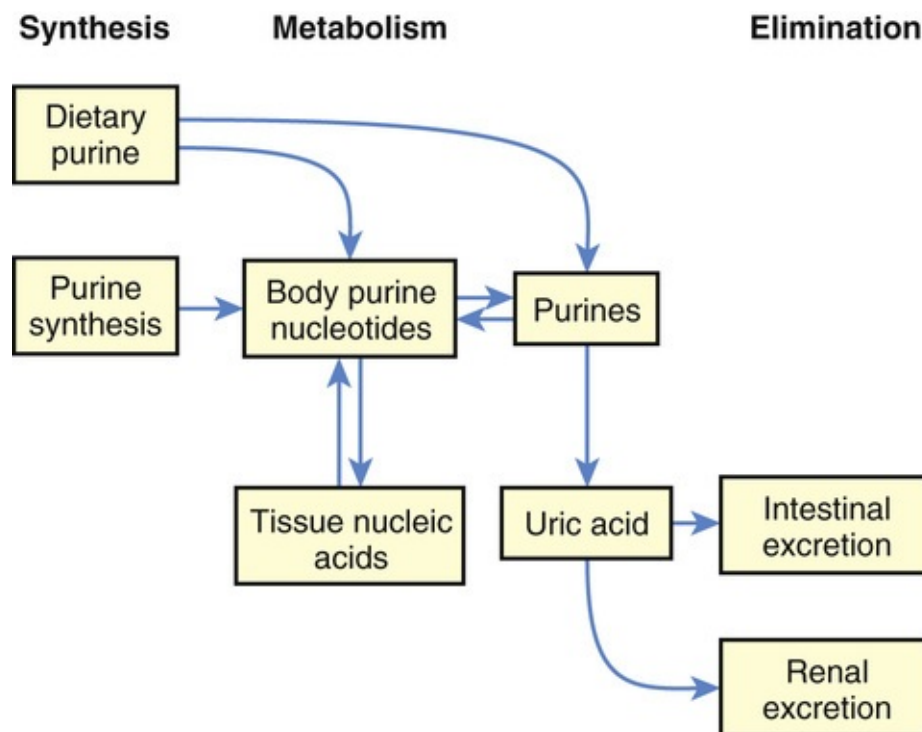 Synthesis
Metabolism
Elimination
Dietary
purine
Purine
synthesis
Body purine
nucleotides
Purines
Tissue nucleic
acids
Uric acid
Intestinal
excretion
Renal
excretion